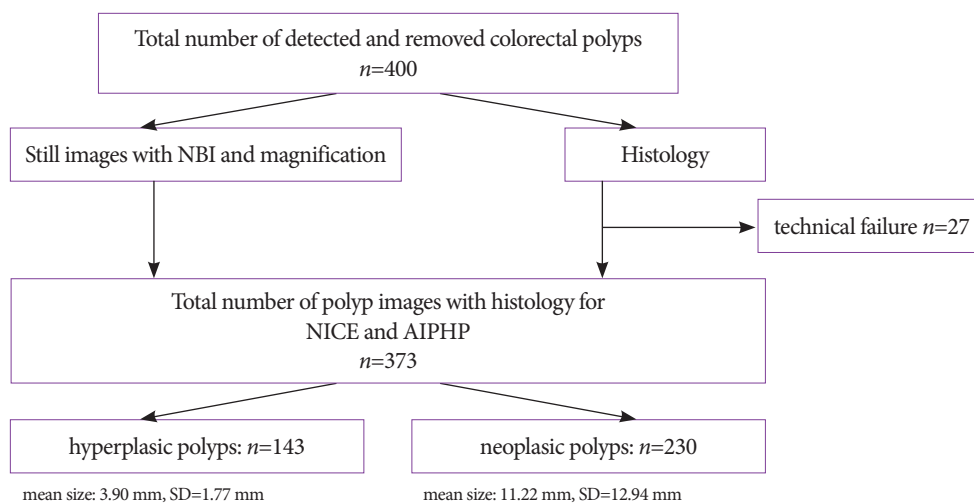 Total number of detected and removed colorectal polyps
n=400
Still images with NBI and magnification
Histology
technical failure n=27
Total number of polyp images with histology for
NICE and AIPHP
n=373
hyperplasic polyps: n=143
neoplasic polyps: n=230
mean size: 3.90 mm, SD=1.77 mm
mean size: 11.22 mm, SD=12.94 mm